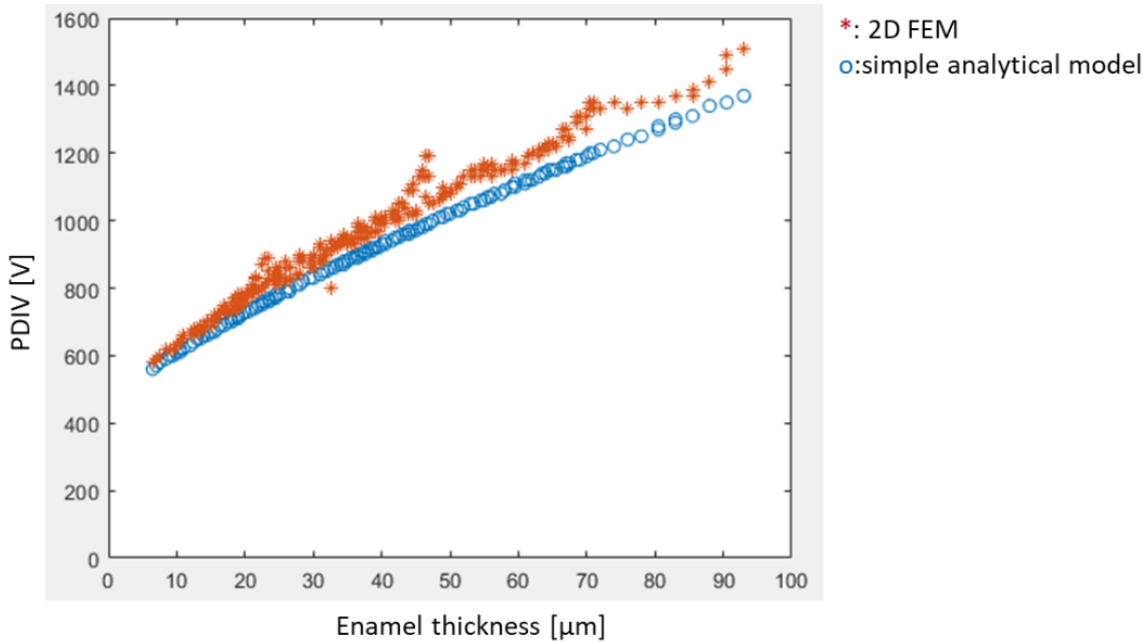 1600
1400
1200
1000
800
600
400
200
0
PDIV [V]
0 10 20 30 40 50 60 70 80 90 100
Enamel thickness [μm]
*: 2D FEM
o:simple analytical model